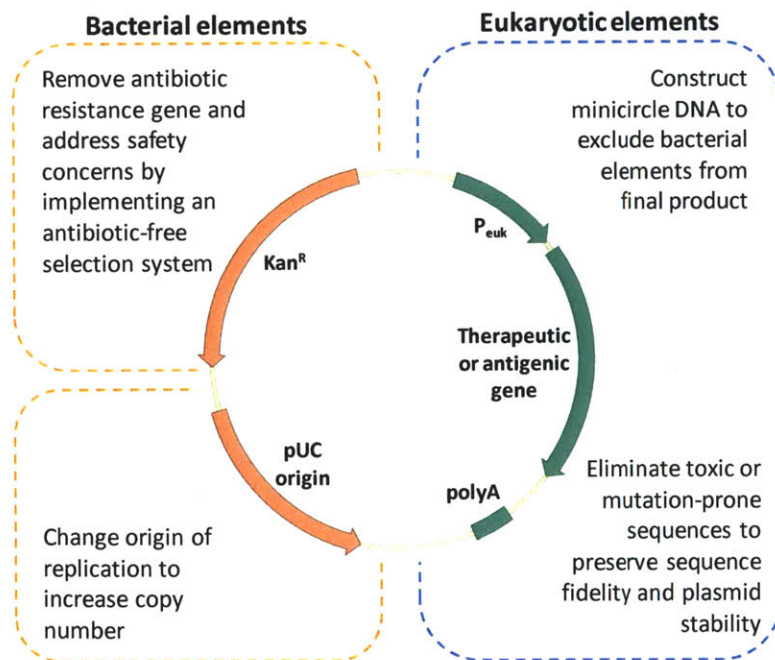 Bacterial elements
Eukaryotic elements
Remove antibiotic
resistance gene and
address safety
concerns by
implementing an
antibiotic-free
selection system
Construct
minicircle DNA to
exclude bacterial
elements from
final product
Kanᴿ
Pₑᵤₖ
Therapeutic
or antigenic
gene
pUC
origin
polyA
Change origin of
replication to
increase copy
number
Eliminate toxic or
mutation-prone
sequences to
preserve sequence
fidelity and plasmid
stability